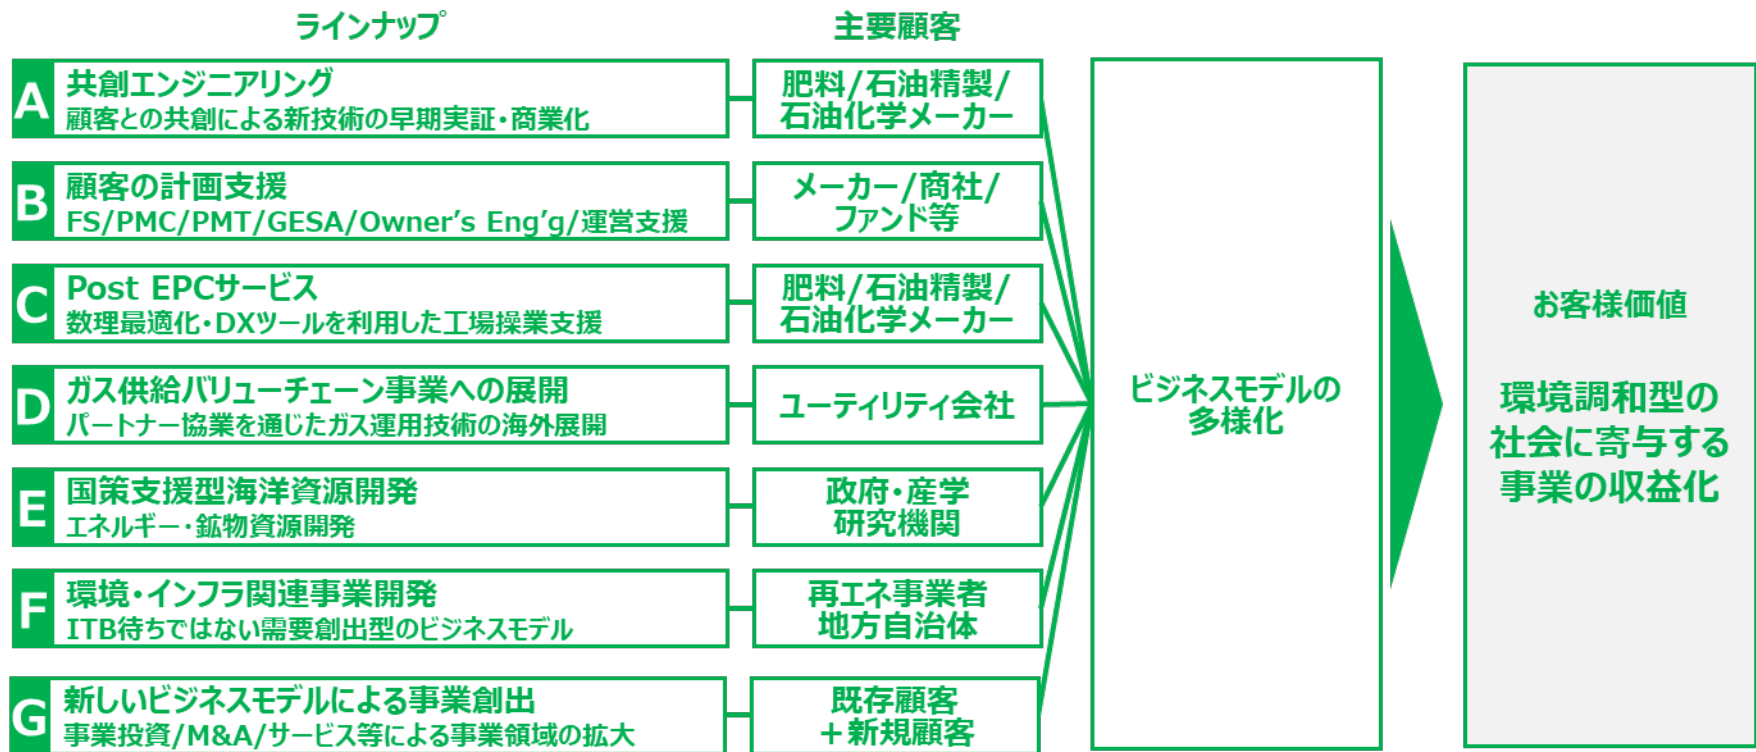 ラインナップ
主要顧客
A
共創エンジニアリング
顧客との共創による新技術の早期実証・商業化
肥料/石油精製/
石油化学メーカー
B
顧客の計画支援
FS/PMC/PMT/GESA/Owner’s Eng’g/運営支援
メーカー/商社/
ファンド等
C
Post EPCサービス
数理最適化・DXツールを利用した工場操業支援
肥料/石油精製/
石油化学メーカー
D
ガス供給バリューチェーン事業への展開
パートナー協業を通じたガス運用技術の海外展開
ユーティリティ会社
E
国策支援型海洋資源開発
エネルギー・鉱物資源開発
政府・産学
研究機関
F
環境・インフラ関連事業開発
ITB待ちではない需要創出型のビジネスモデル
再エネ事業者
地方自治体
G
新しいビジネスモデルによる事業創出
事業投資/M&A/サービス等による事業領域の拡大
既存顧客
＋新規顧客
ビジネスモデルの
多様化
お客様価値
環境調和型の
社会に寄与する
事業の収益化